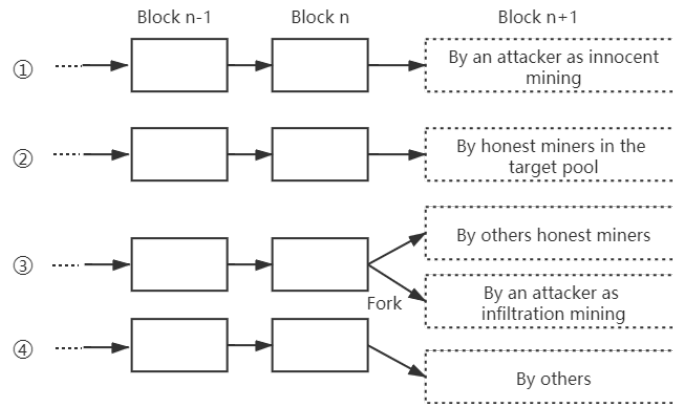 Block n-1 Block n Block n+1
① By an attacker as innocent
mining
② By honest miners in the
target pool
By others honest miners
③
Fork By an attacker as
infiltration mining
④
By others